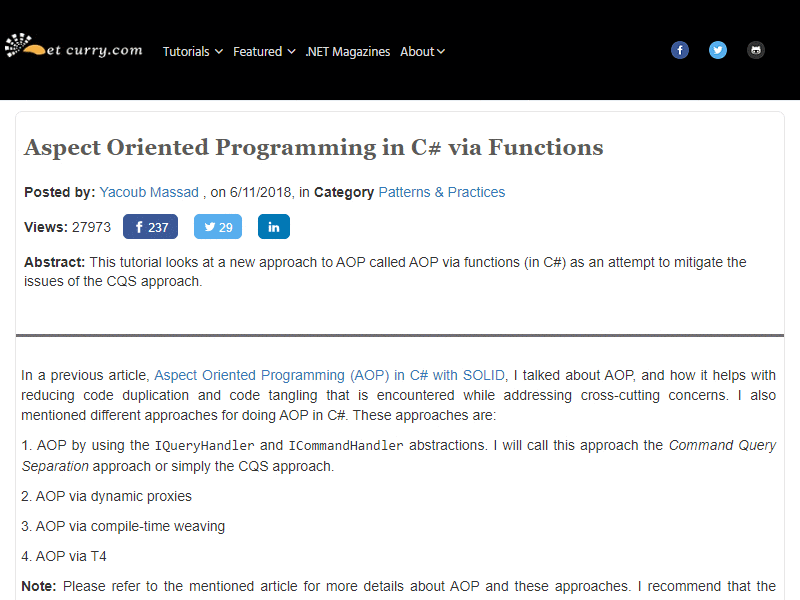 et curry.com
Tutorials Featured .NET Magazines About
Aspect Oriented Programming in C# via Functions
Posted by: Yacoub Massad , on 6/11/2018, in Category Patterns & Practices
Views: 27973 237 29
Abstract: This tutorial looks at a new approach to AOP called AOP via functions (in C#) as an attempt to mitigate the
issues of the CQS approach.
In a previous article, Aspect Oriented Programming (AOP) in C# with SOLID, I talked about AOP, and how it helps with
reducing code duplication and code tangling that is encountered while addressing cross-cutting concerns. I also
mentioned different approaches for doing AOP in C#. These approaches are:
1. AOP by using the IQueryHandler and ICommandHandler abstractions. I will call this approach the Command Query
Separation approach or simply the CQS approach.
2. AOP via dynamic proxies
3. AOP via compile-time weaving
4. AOP via T4
Note: Please refer to the mentioned article for more details about AOP and these approaches. I recommend that the